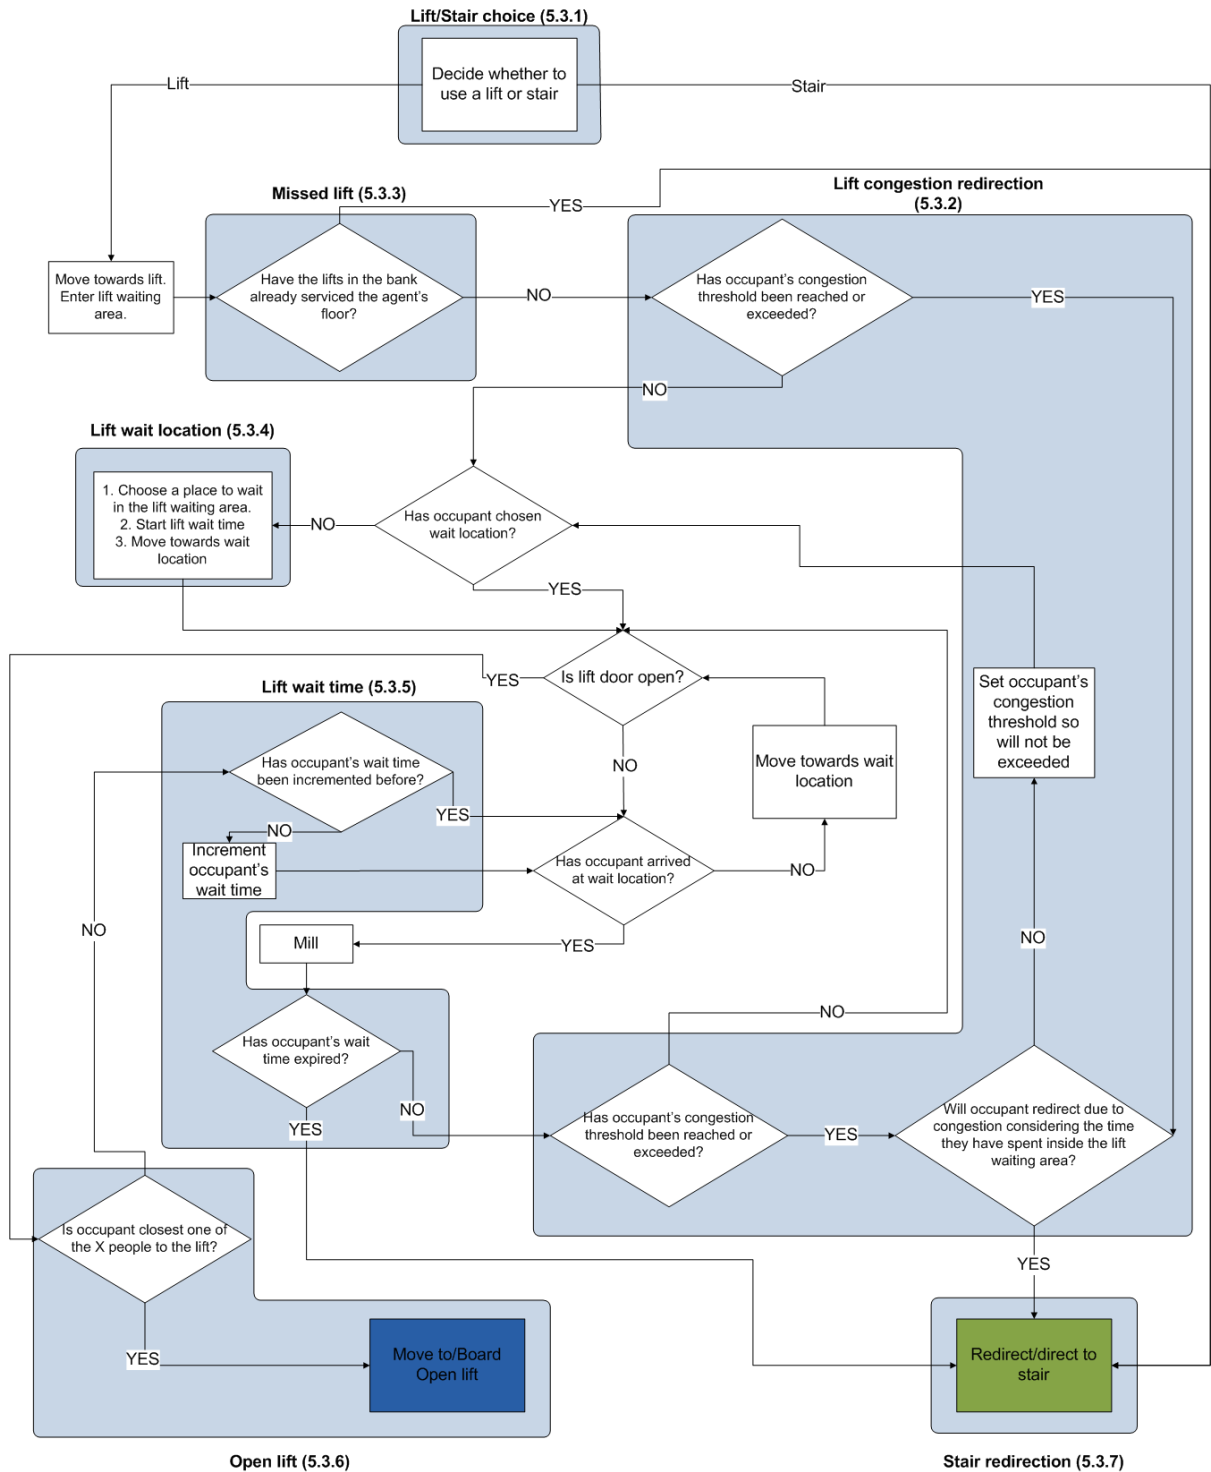 Lift/Stair choice (5.3.1)
Decide whether to
use a lift or stair
Lift
Stair
Missed lift (5.3.3)
YES
Lift congestion redirection
(5.3.2)
Move towards lift.
Enter lift waiting
area.
Have the lifts in the bank
already serviced the agent's
floor?
NO
Has occupant's congestion
threshold been reached or
exceeded?
YES
NO
Lift wait location (5.3.4)
1. Choose a place to wait
in the lift waiting area.
2. Start lift wait time
3. Move towards wait
location
NO
Has occupant chosen
wait location?
YES
Is lift door open?
YES
Lift wait time (5.3.5)
NO
Has occupant's wait time
been incremented before?
YES
NO
Increment
occupant's
wait time
Move towards wait
location
Set occupant's
congestion
threshold so
will not be
exceeded
Has occupant arrived
at wait location?
NO
YES
Mill
NO
NO
NO
Has occupant's wait
time expired?
NO
YES
Has occupant's congestion
threshold been reached or
exceeded?
YES
Will occupant redirect due to
congestion considering the time
they have spent inside the lift
waiting area?
Is occupant closest one of
the X people to the lift?
YES
YES
Move to/Board
Open lift
Redirect/direct to
stair
Open lift (5.3.6)
Stair redirection (5.3.7)